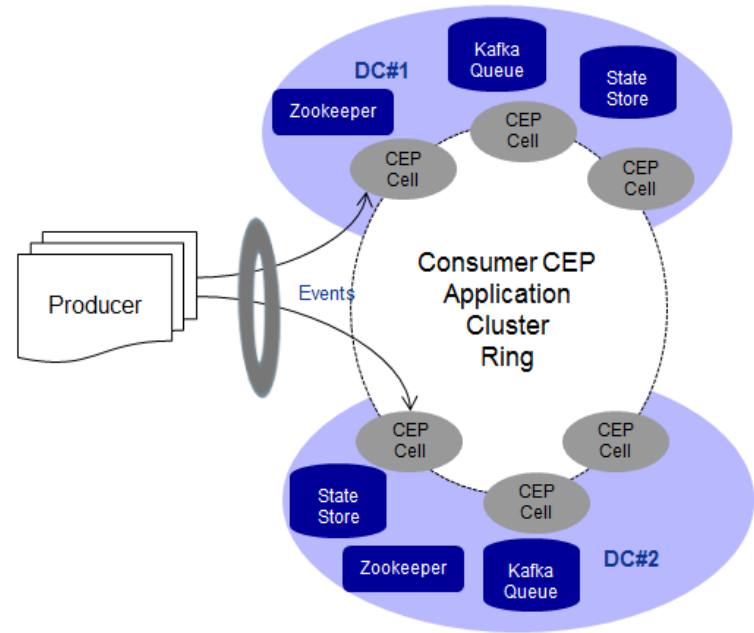 DC#1
Kafka
Queue
State
Store
Zookeeper
CEP
Cell
CEP
Cell
CEP
Cell
Producer
Events
Consumer CEP
Application
Cluster
Ring
CEP
Cell
CEP
Cell
CEP
Cell
State
Store
Zookeeper
Kafka
Queue
DC#2